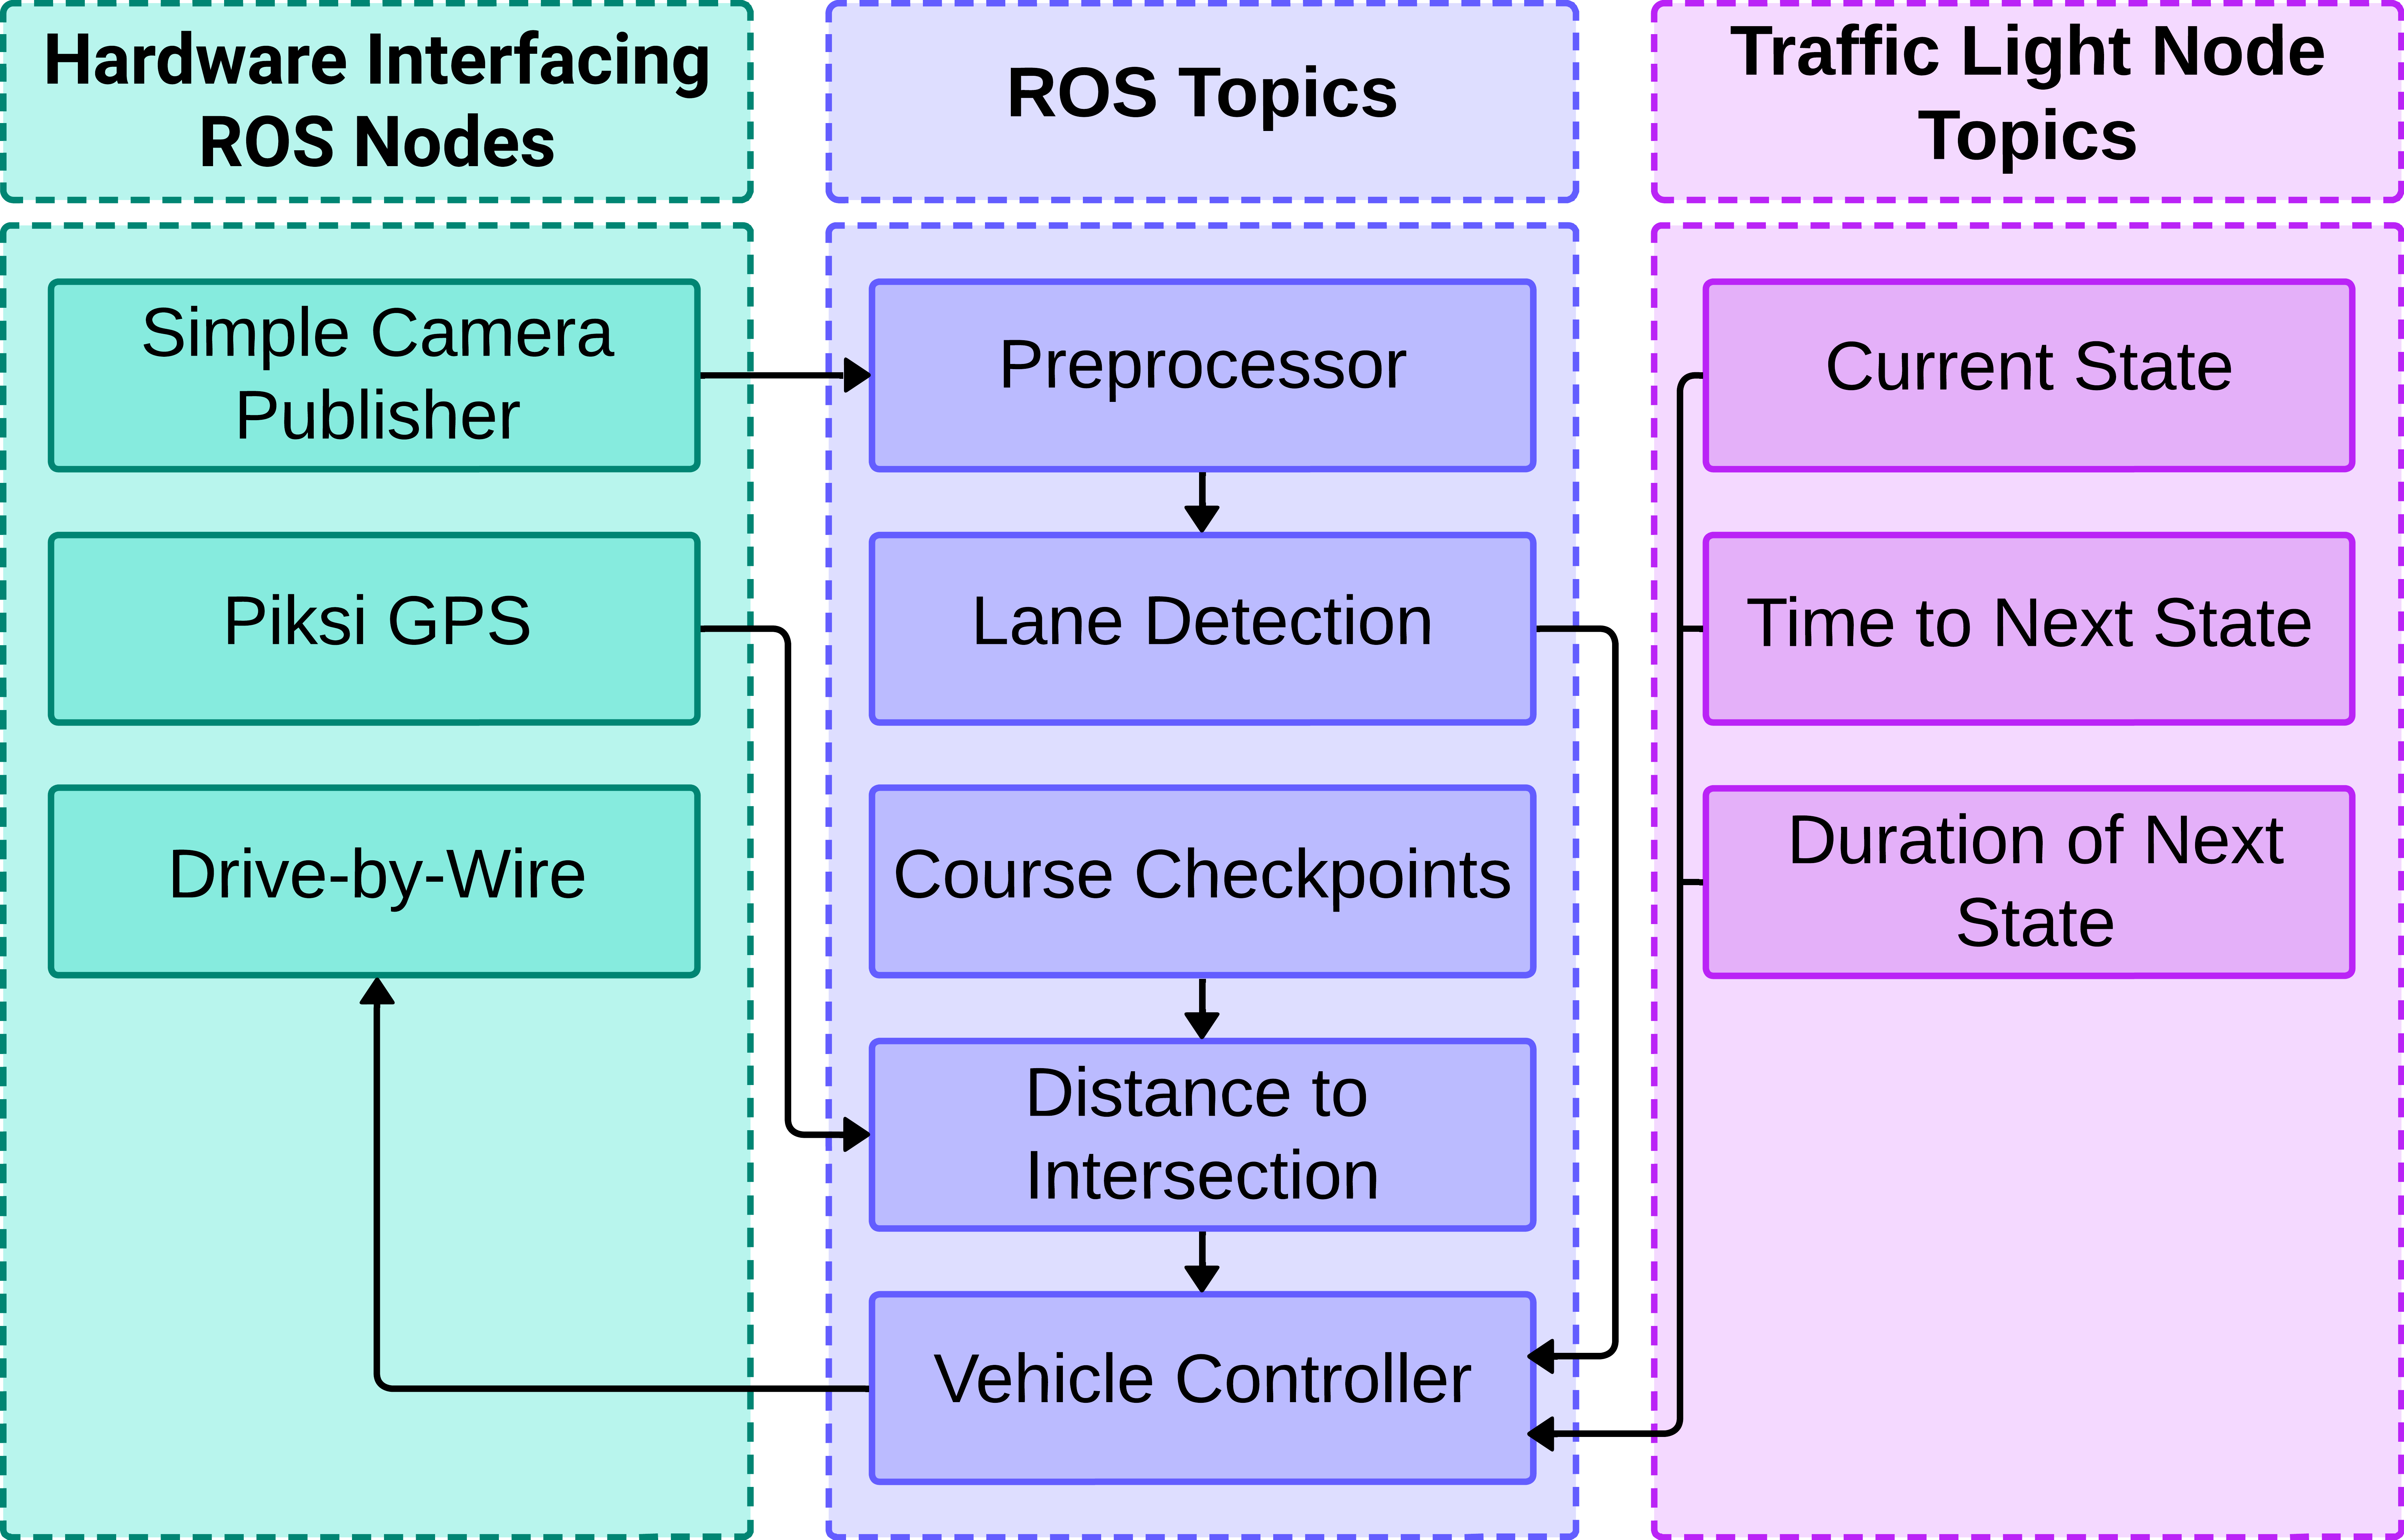 Hardware Interfacing
ROS Nodes
ROS Topics
Traffic Light Node
Topics
Simple Camera
Publisher
Piksi GPS
Drive-by-Wire
Preprocessor
Lane Detection
Course Checkpoints
Distance to
Intersection
Vehicle Controller
Current State
Time to Next State
Duration of Next
State